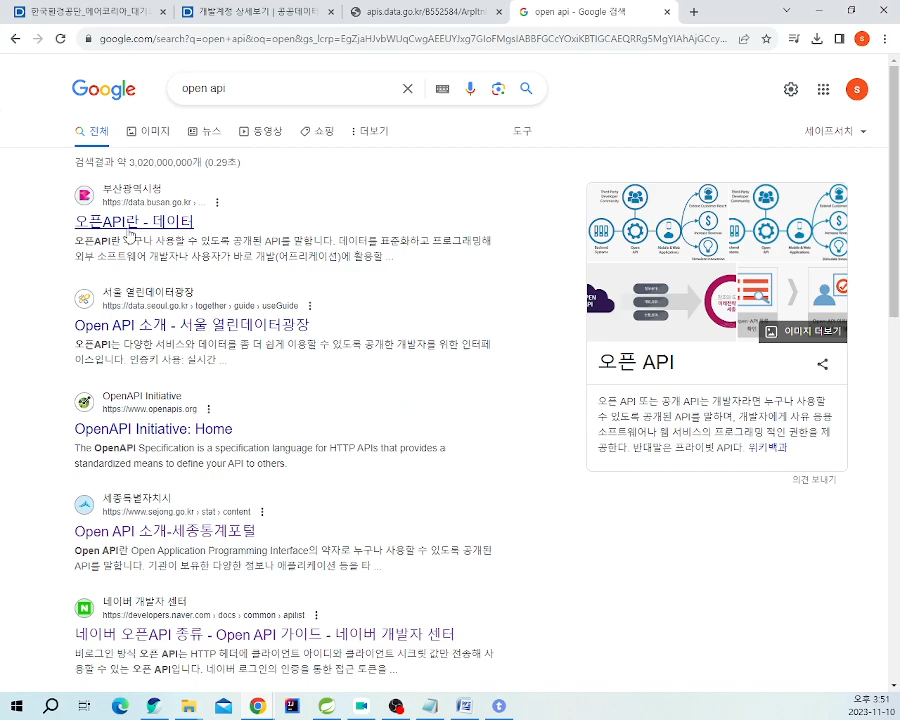 한국환경공단_에어코리아_대기
개발계정 상세보기 | 공공데이터
apis.data.go.kr/B552584/ArpltnI
open api - Google 검색
google.com/search?q=open+api&oq=open&gs_lcrp=EgZjaHJvbWUqCwgAEEUYJxg7GIoFMgsIABBFGCcYOxiKBTIGCAEQRRg5MgYIAhAjGCcy...
Google
open api
전체
이미지
뉴스
동영상
쇼핑
더보기
도구
세이프서치
검색결과 약 3,020,000,000개 (0.29초)
부산광역시청
https://data.busan.go.kr › ...
오픈API란 - 데이터
오픈API란 누구나 사용할 수 있도록 공개된 API를 말합니다. 데이터를 표준화하고 프로그래밍해
외부 소프트웨어 개발자나 사용자가 바로 개발(어프리케이션)에 활용할 ...
서울 열린데이터광장
https://data.seoul.go.kr › together › guide › useGuide
Open API 소개 - 서울 열린데이터광장
오픈API는 다양한 서비스와 데이터를 좀 더 쉽게 이용할 수 있도록 공개한 개발자를 위한 인터페
이스입니다. 인증키 사용: 실시간 ...
OpenAPI Initiative
https://www.openapis.org
OpenAPI Initiative: Home
The OpenAPI Specification is a specification language for HTTP APIs that provides a
standardized means to define your API to others.
세종특별자치시
https://www.sejong.go.kr › stat › content
Open API 소개-세종통계포털
Open API란 Open Application Programming Interface의 약자로 누구나 사용할 수 있도록 공개된
API를 말합니다. 기관이 보유한 다양한 정보나 애플리케이션 등을 타 ...
네이버 개발자 센터
https://developers.naver.com › docs › common › apilist
네이버 오픈API 종류 - Open API 가이드 - 네이버 개발자 센터
비로그인 방식 오픈 API는 HTTP 헤더에 클라이언트 아이디와 클라이언트 시크릿 값만 전송해 사
용할 수 있는 오픈 API입니다. 네이버 로그인의 인증을 통한 접근 토큰을 ...
이미지 더보기
오픈 API
오픈 API 또는 공개 API는 개발자라면 누구나 사용할
수 있도록 공개된 API를 말하며, 개발자에게 사유 응용
소프트웨어나 웹 서비스의 프로그래밍 적인 권한을 제
공한다. 반대말은 프라이빗 API다. 위키백과
의견 보내기
오후 3:51
2023-11-10